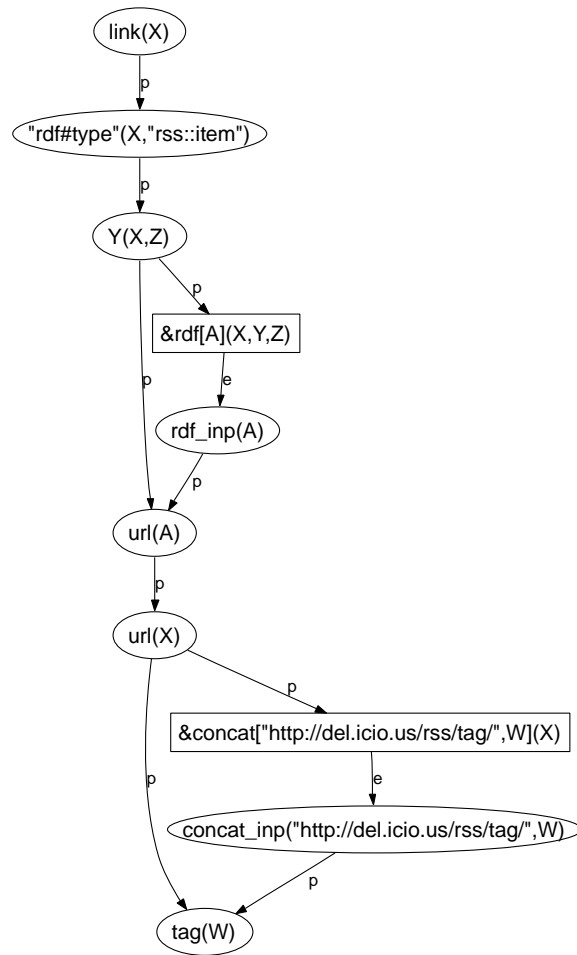 link(X)
p
"rdf#type"(X,"rss::item")
p
Y(X,Z)
p
&rdf[A](X,Y,Z)
p
e
rdf_inp(A)
p
url(A)
p
url(X)
p
&concat["http://del.icio.us/rss/tag/",W](X)
p
e
concat_inp("http://del.icio.us/rss/tag/",W)
p
tag(W)